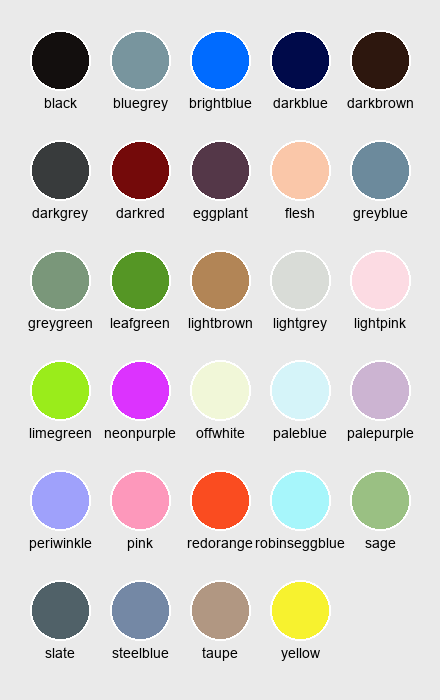 black bluegrey brightblue darkblue darkbrown
darkgrey darkred eggplant flesh greyblue
greygreen leafgreen lightbrown lightgrey lightpink
limegreen neonpurple offwhite paleblue palepurple
periwinkle pink redorange robinseggblue sage
slate steelblue taupe yellow